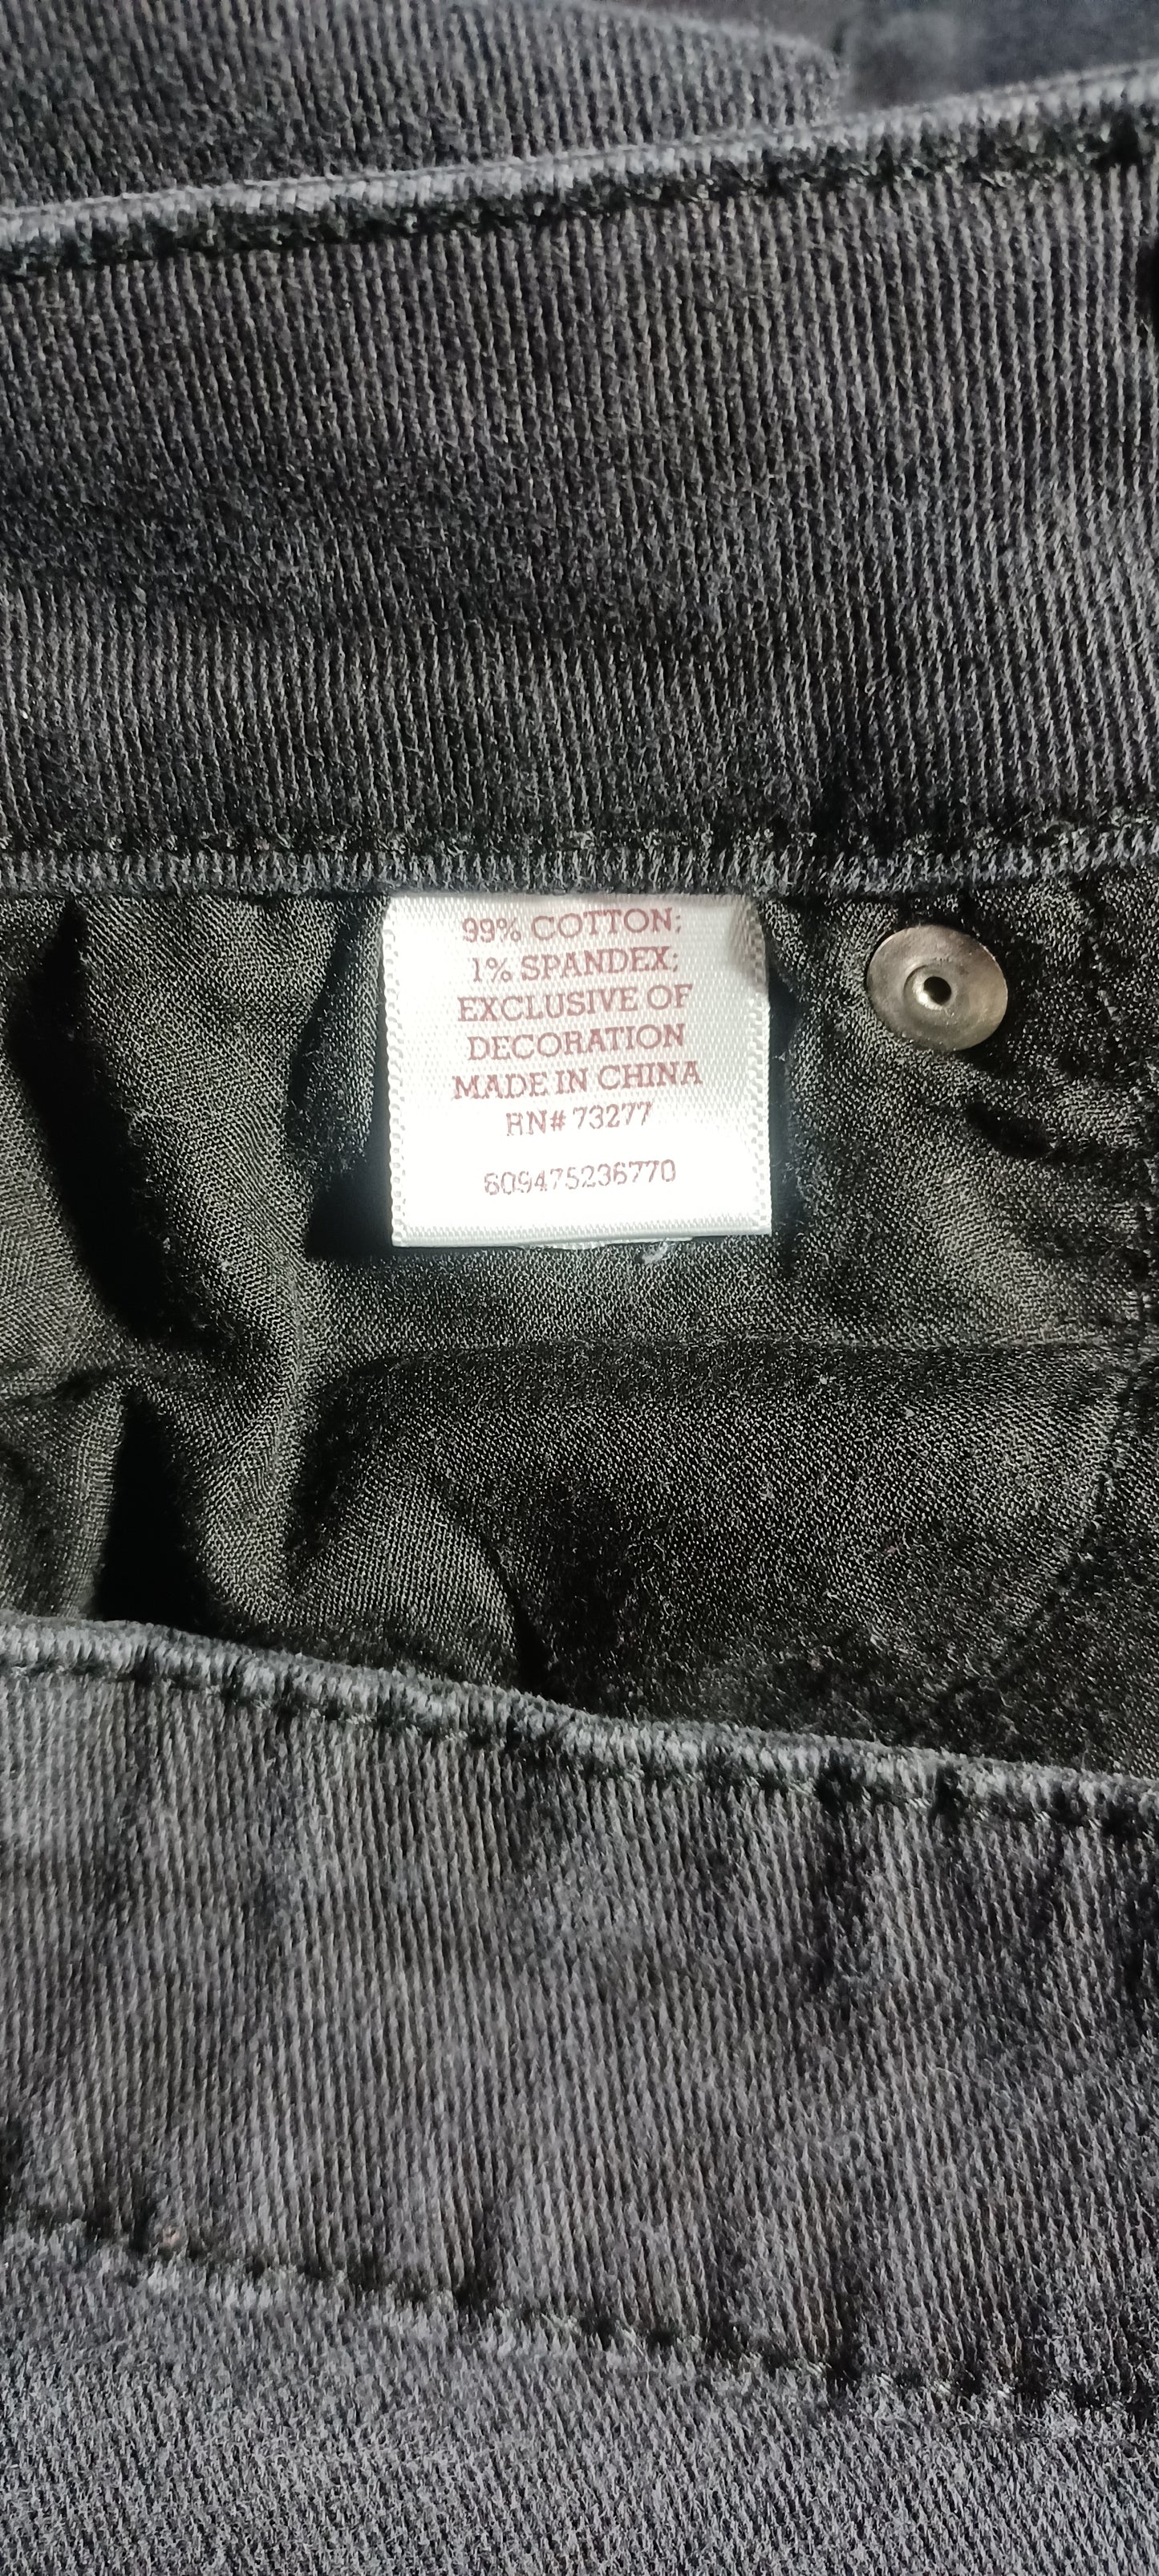 99% COTTON;
1% SPANDEX;
EXCLUSIVE OF
DECORATION
MADE IN CHINA
RN# 73277
609475236770